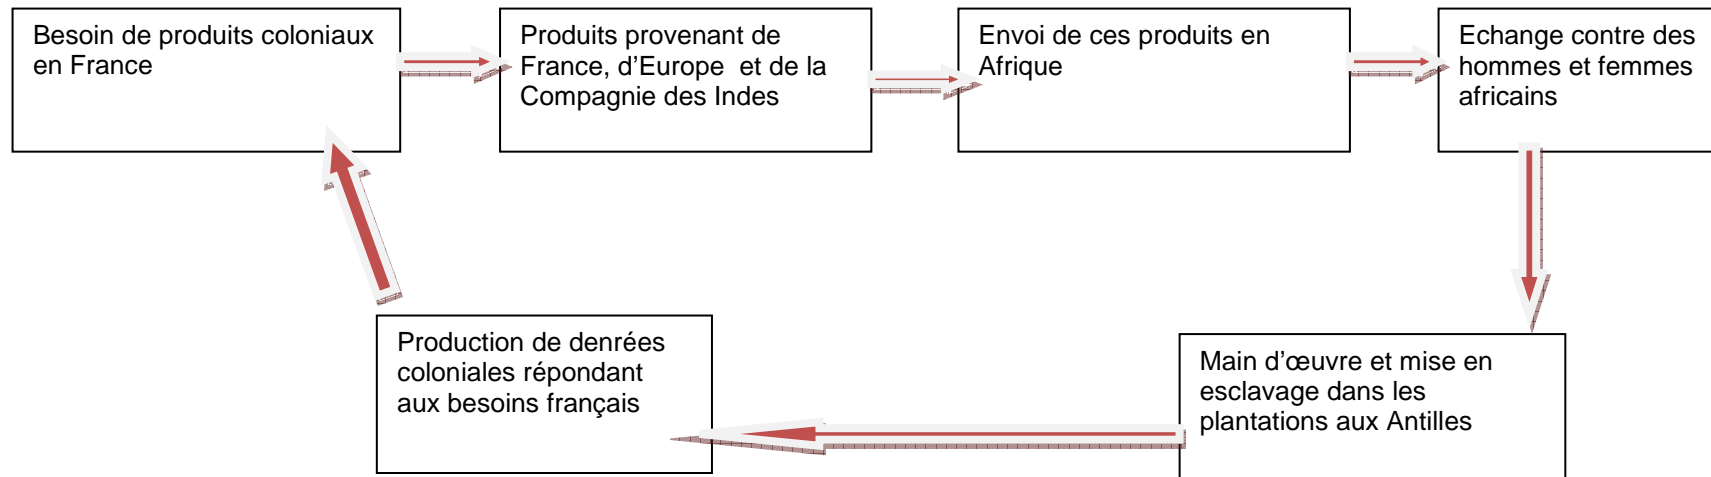 Besoin de produits coloniaux
en France
Produits provenant de
France, d'Europe et de la
Compagnie des Indes
Envoi de ces produits en
Afrique
Echange contre des
hommes et femmes
africains
Main d'œuvre et mise en
esclavage dans les
plantations aux Antilles
Production de denrées
coloniales répondant
aux besoins français